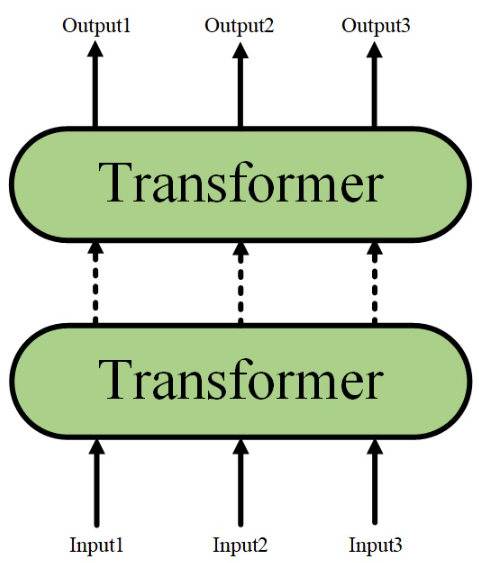 Output1 Output2 Output3
Transformer
Transformer
Input1 Input2 Input3